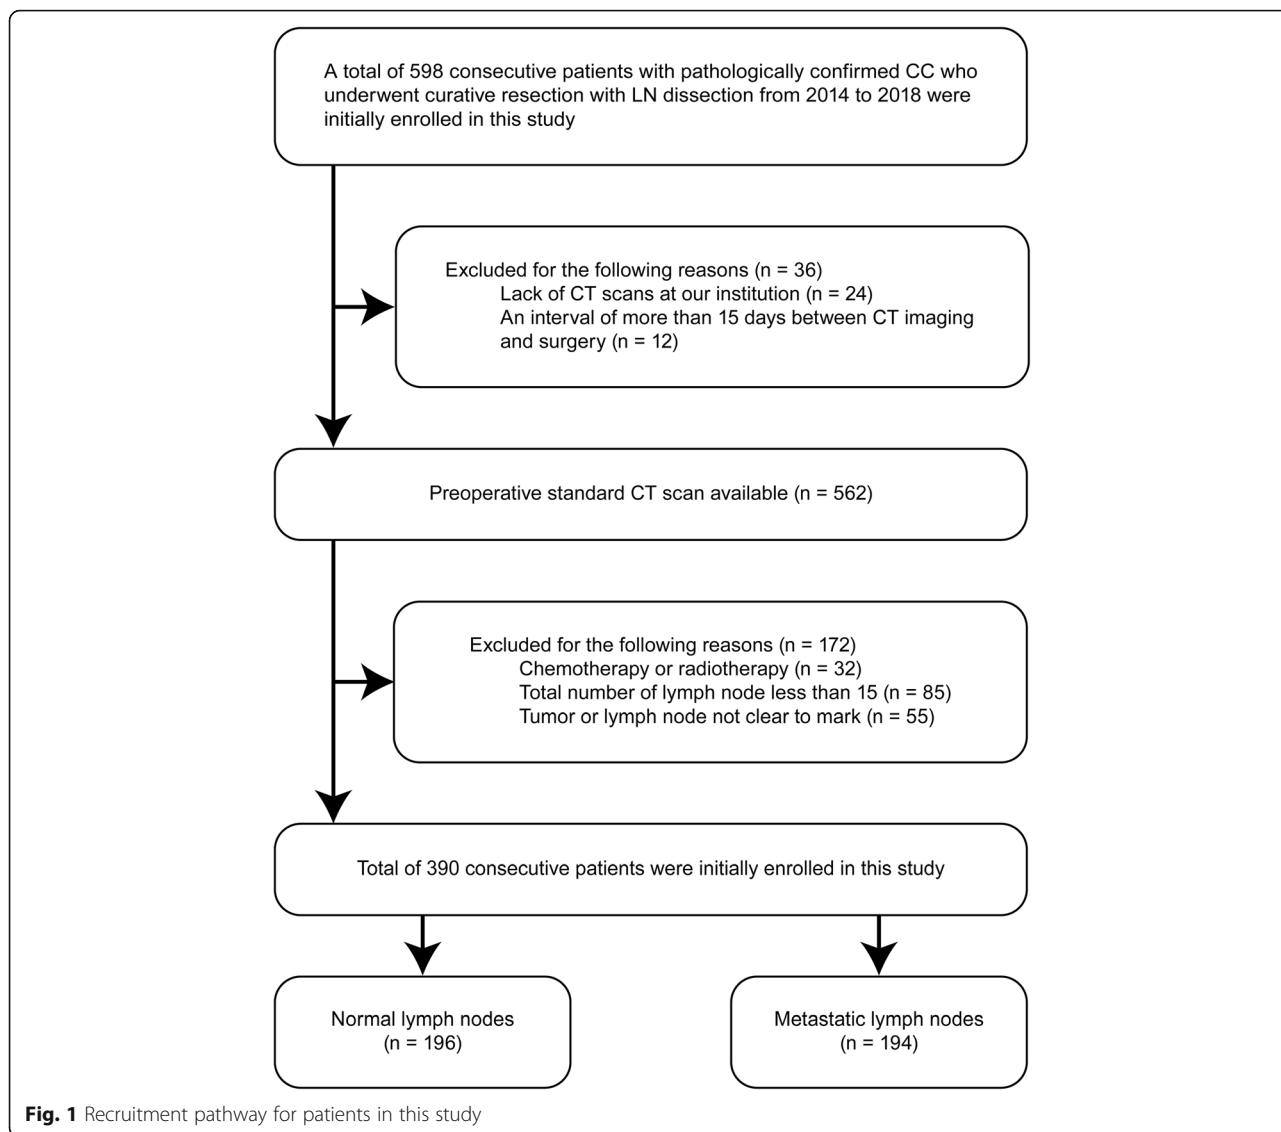 A total of 598 consecutive patients with pathologically confirmed CC who
underwent curative resection with LN dissection from 2014 to 2018 were
initially enrolled in this study
Excluded for the following reasons (n = 36)
Lack of CT scans at our institution (n = 24)
An interval of more than 15 days between CT imaging
and surgery (n = 12)
Preoperative standard CT scan available (n = 562)
Excluded for the following reasons (n = 172)
Chemotherapy or radiotherapy (n = 32)
Total number of lymph node less than 15 (n = 85)
Tumor or lymph node not clear to mark (n = 55)
Total of 390 consecutive patients were initially enrolled in this study
Normal lymph nodes
(n = 196)
Metastatic lymph nodes
(n = 194)
Fig. 1 Recruitment pathway for patients in this study